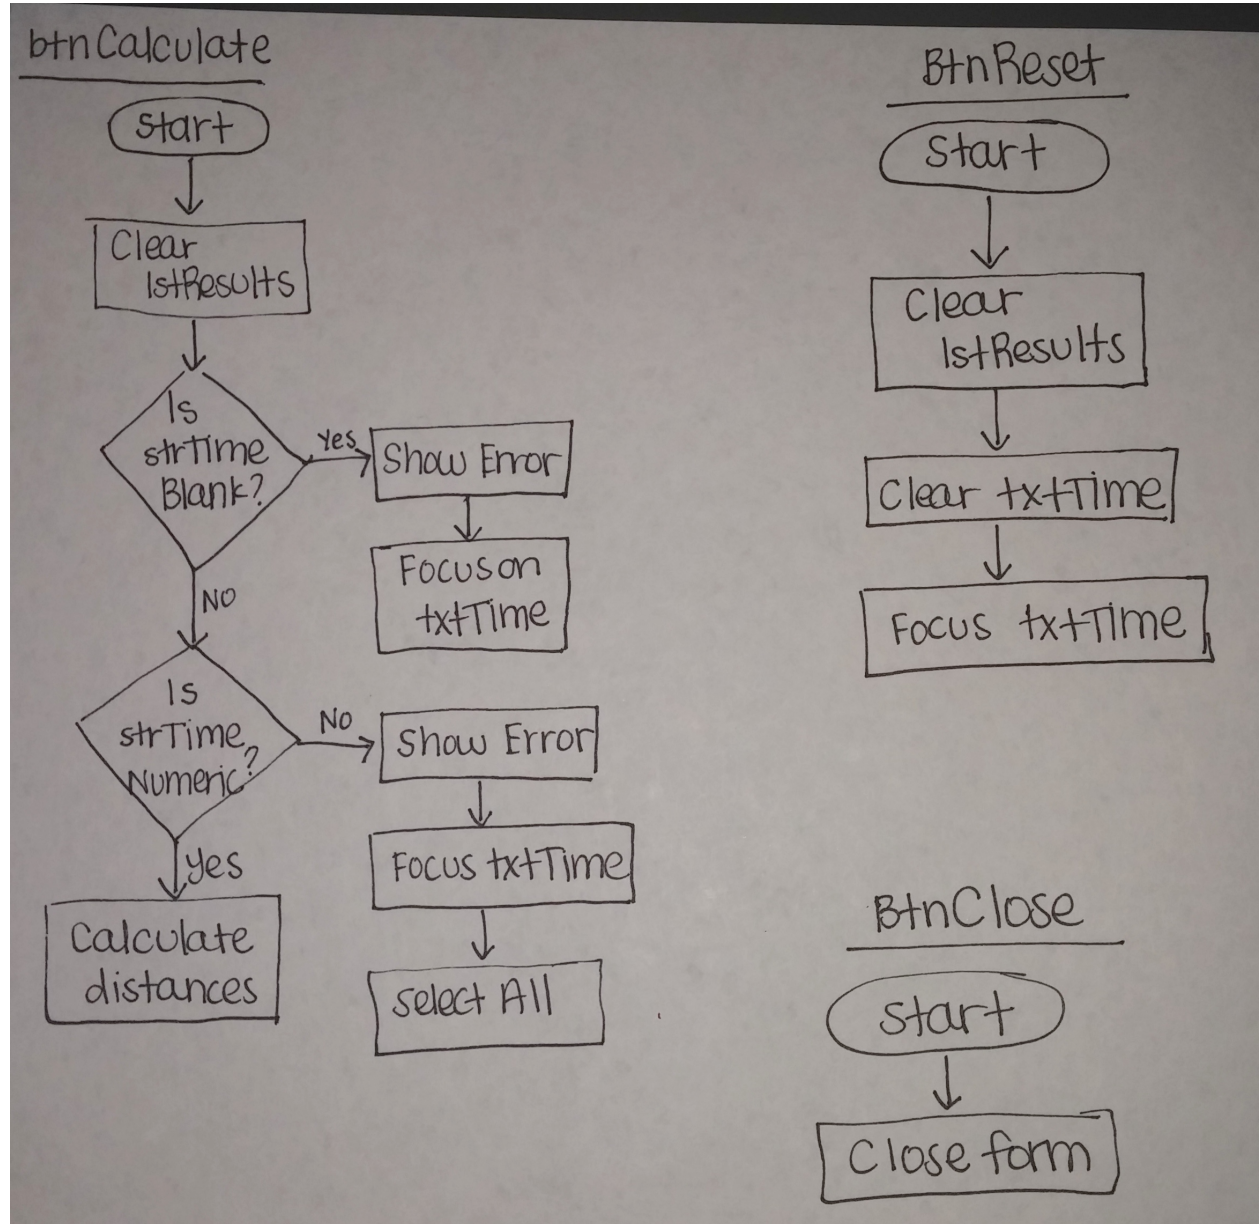 btnCalculate
Start
Clear
lstResults
Is
strTime
Blank?
Yes
Show Error
Focus on
txtTime
NO
Is
strTime
Numeric?
No
Show Error
Focus txtTime
Select All
yes
Calculate
distances
BtnReset
Start
Clear
lstResults
Clear txtTime
Focus txtTime
BtnClose
Start
Close form